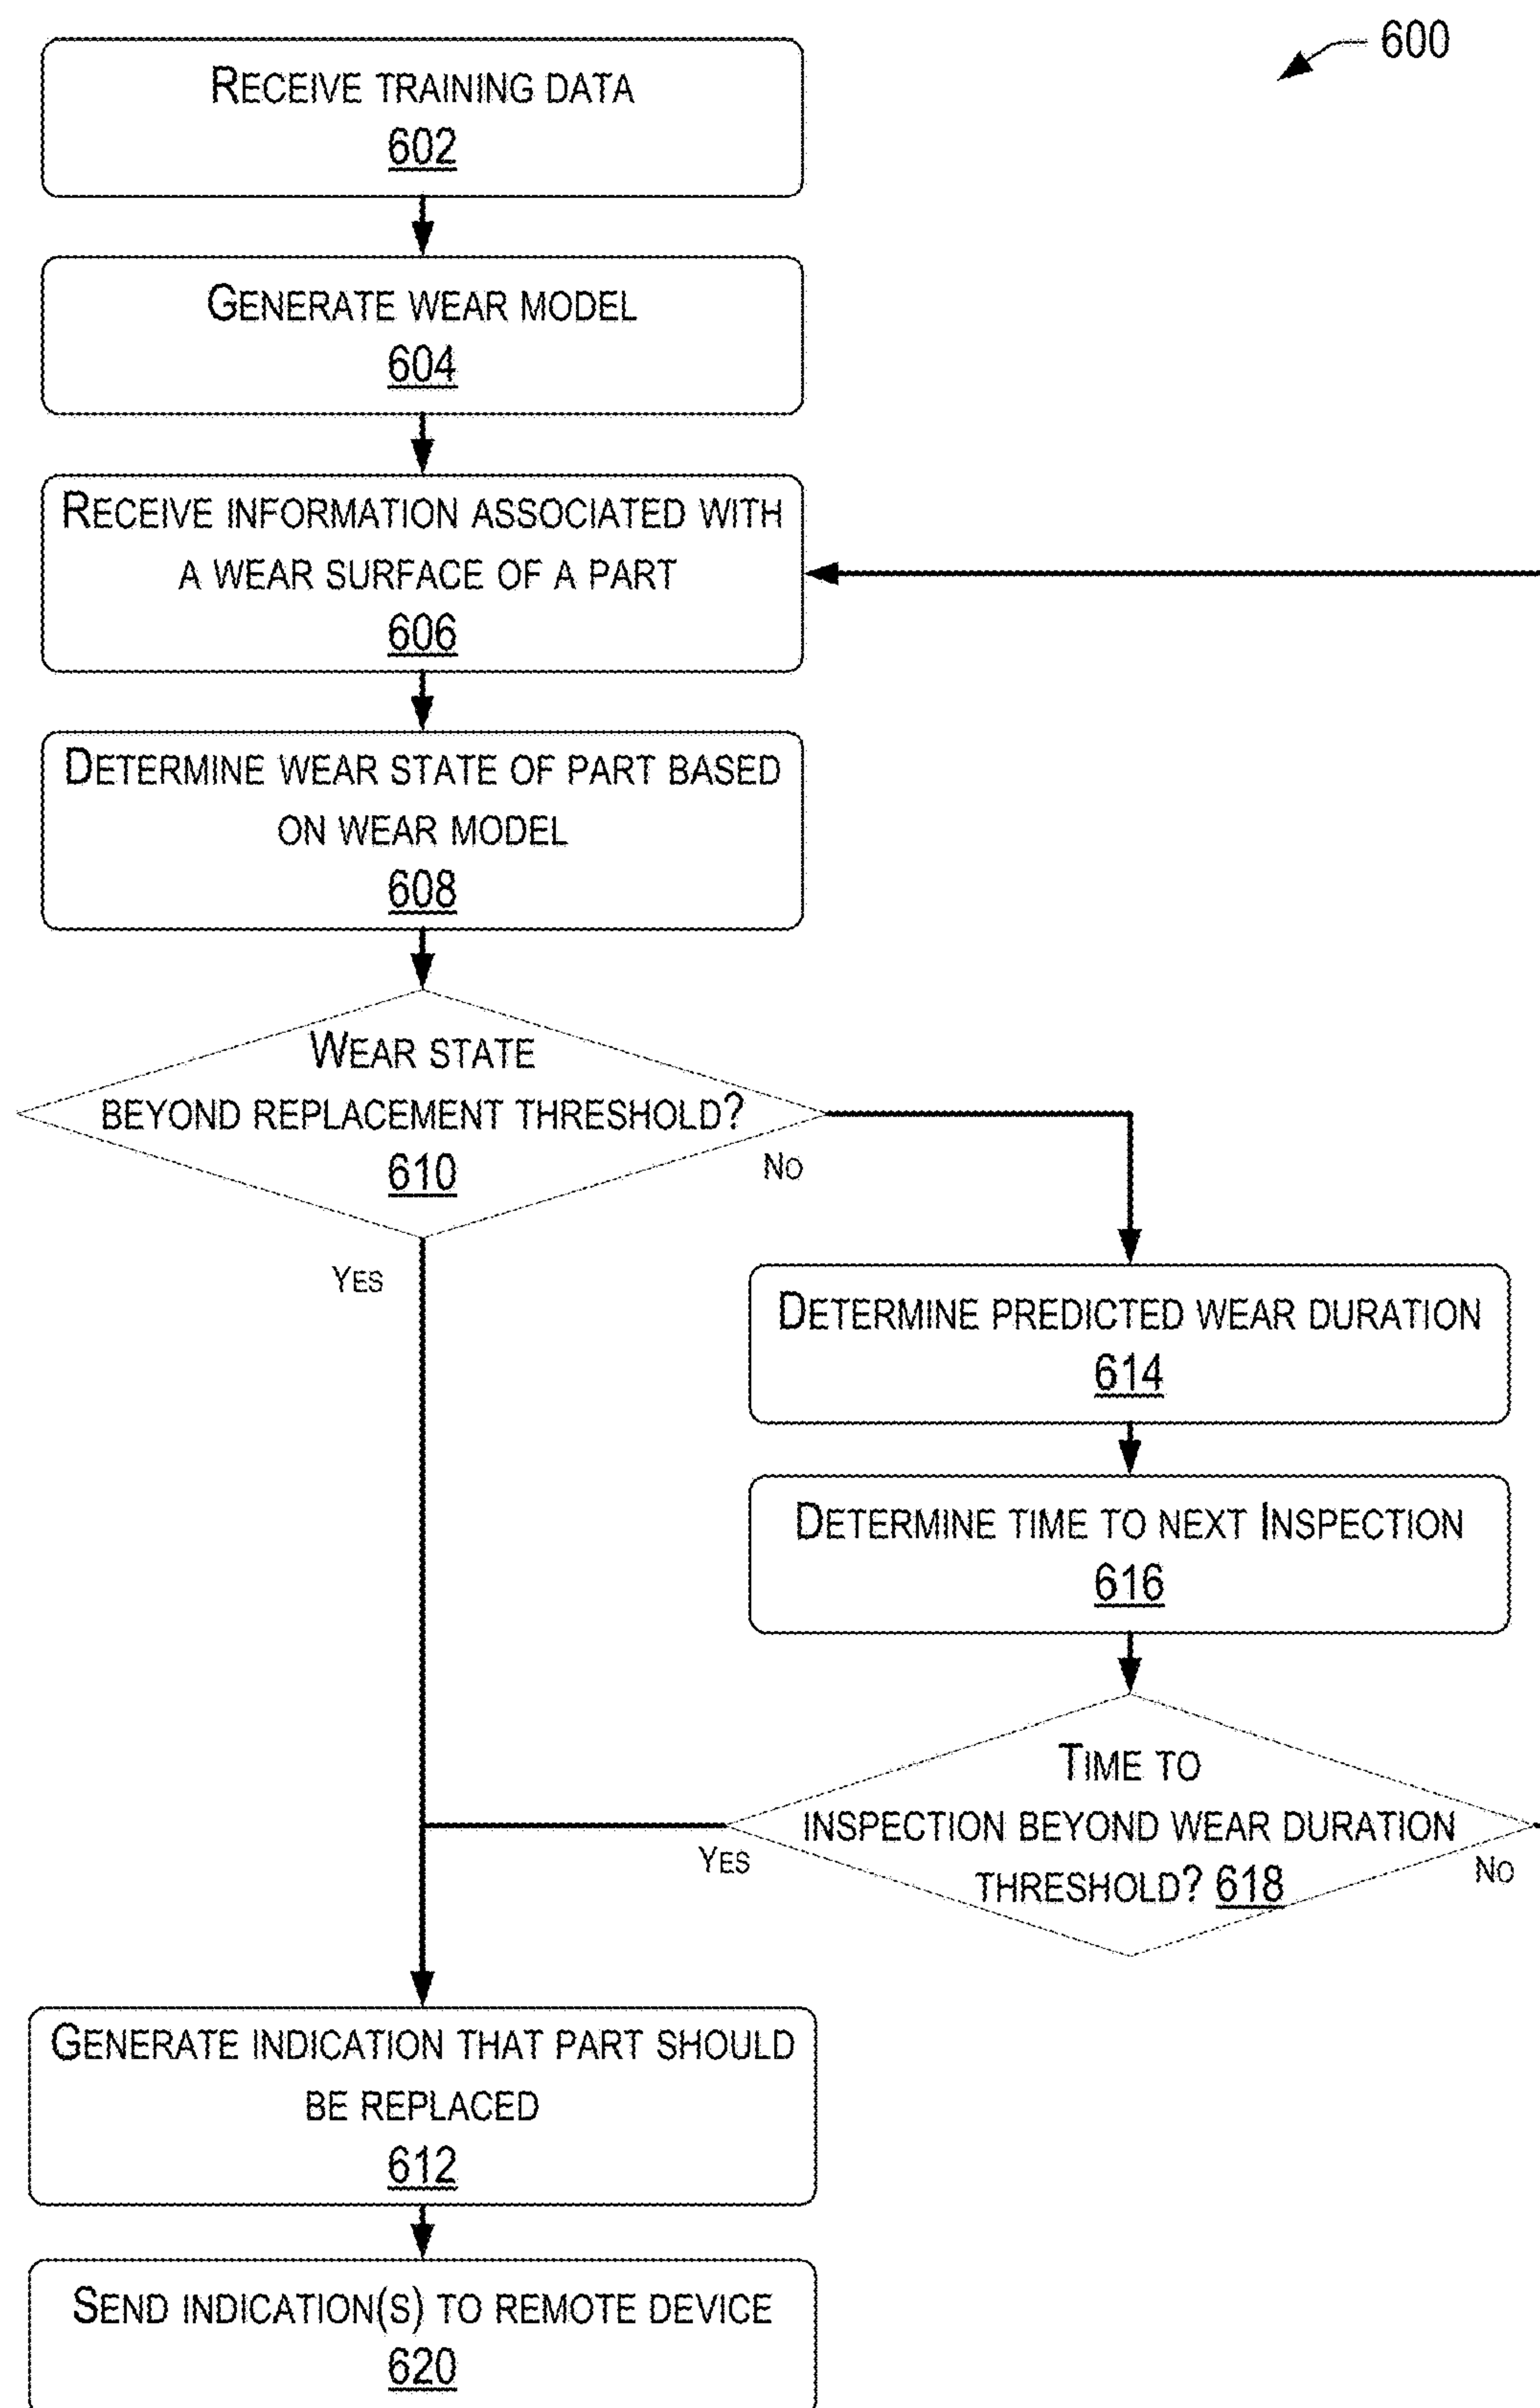 600
RECEIVE TRAINING DATA
602
GENERATE WEAR MODEL
604
RECEIVE INFORMATION ASSOCIATED WITH
A WEAR SURFACE OF A PART
606
DETERMINE WEAR STATE OF PART BASED
ON WEAR MODEL
608
WEAR STATE
BEYOND REPLACEMENT THRESHOLD?
610
NO
YES
DETERMINE PREDICTED WEAR DURATION
614
DETERMINE TIME TO NEXT INSPECTION
616
TIME TO
INSPECTION BEYOND WEAR DURATION
THRESHOLD? 618
YES
NO
GENERATE INDICATION THAT PART SHOULD
BE REPLACED
612
SEND INDICATION(S) TO REMOTE DEVICE
620